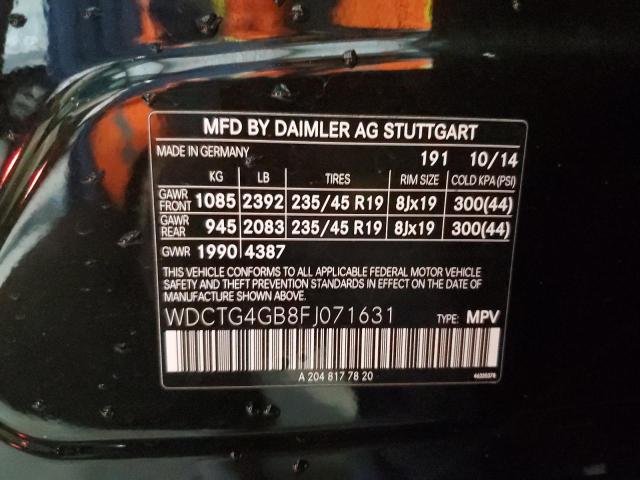 MFD BY DAIMLER AG STUTTGART
MADE IN GERMANY 191 10/14
KG LB TIRES RIM SIZE COLD KPA (PSI)
GAWR FRONT 1085 2392 235/45 R19 8Jx19 300(44)
GAWR REAR 945 2083 235/45 R19 8Jx19 300(44)
GVWR 1990 4387
THIS VEHICLE CONFORMS TO ALL APPLICABLE FEDERAL MOTOR VEHICLE
SAFETY AND THEFT PREVENTION STANDARDS IN EFFECT ON THE DATE
OF MANUFACTURE SHOWN ABOVE.
WDCTG4GB8FJ071631 TYPE: MPV
A 204 817 78 20